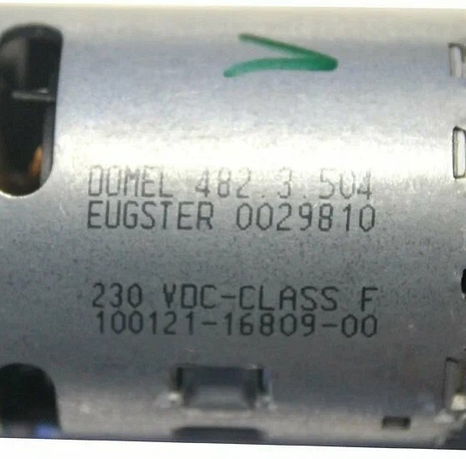 DOMEL 482.3.504
EUGSTER 0029810
230 VDC-CLASS F
100121-16809-00